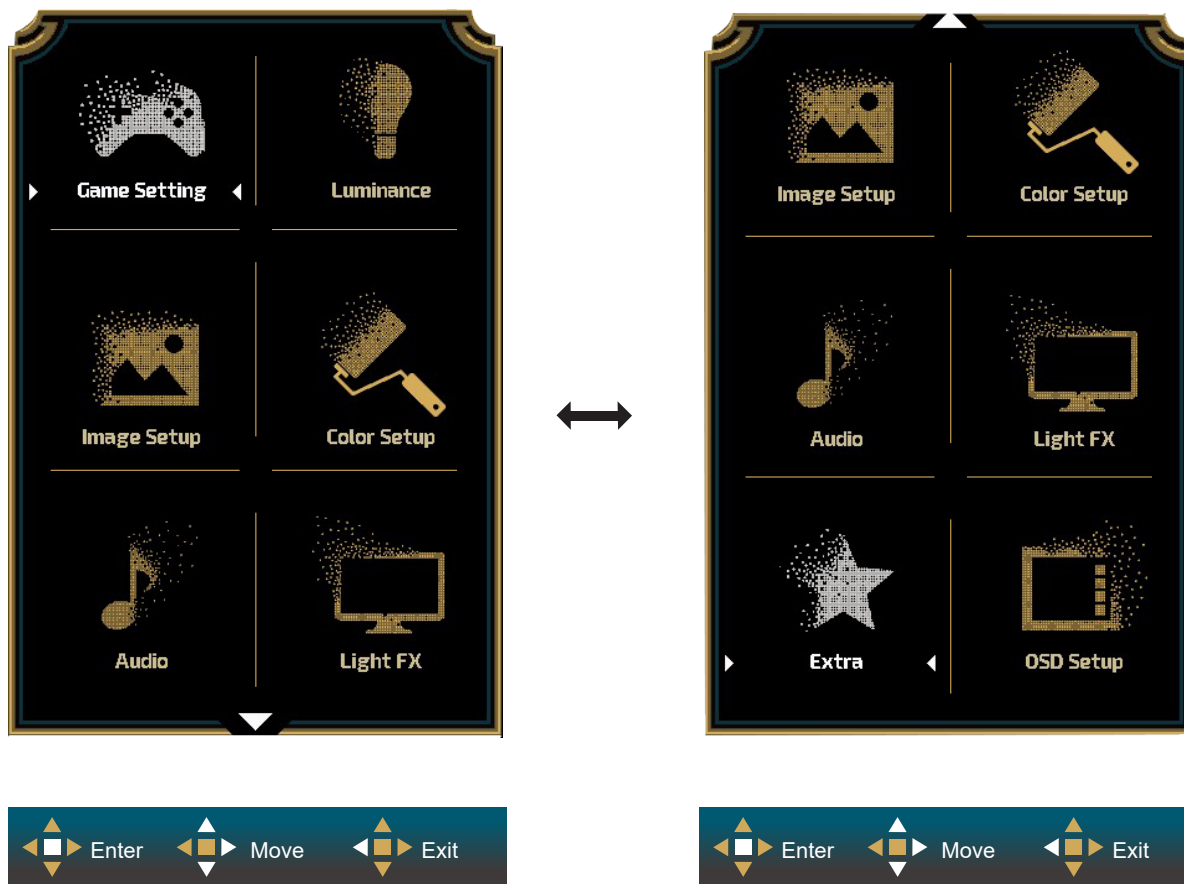 Game Setting
Luminance
Image Setup
Color Setup
Audio
Light FX
Enter
Move
Exit
Image Setup
Color Setup
Audio
Light FX
Extra
OSD Setup
Enter
Move
Exit